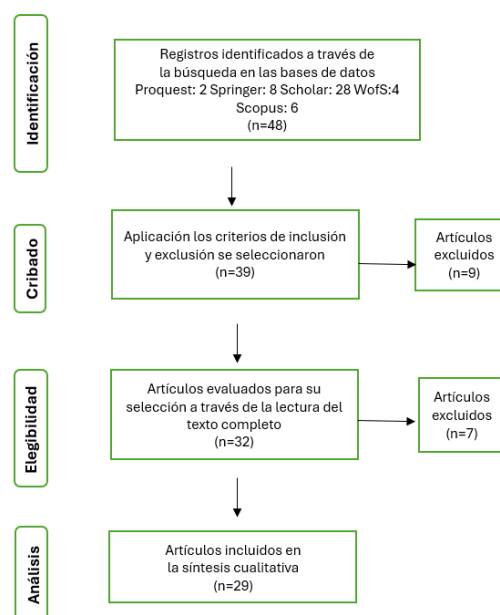 Identificación
Registros identificados a través de
la búsqueda en las bases de datos
Proquest: 2 Springer: 8 Scholar: 28 WofS:4
Scopus: 6
(n=48)
Cribado
Aplicación los criterios de inclusión
y exclusión se seleccionaron
(n=39)
Artículos
excluidos
(n=9)
Elegibilidad
Artículos evaluados para su
selección a través de la lectura del
texto completo
(n=32)
Artículos
excluidos
(n=7)
Análisis
Artículos incluidos en
la síntesis cualitativa
(n=29)